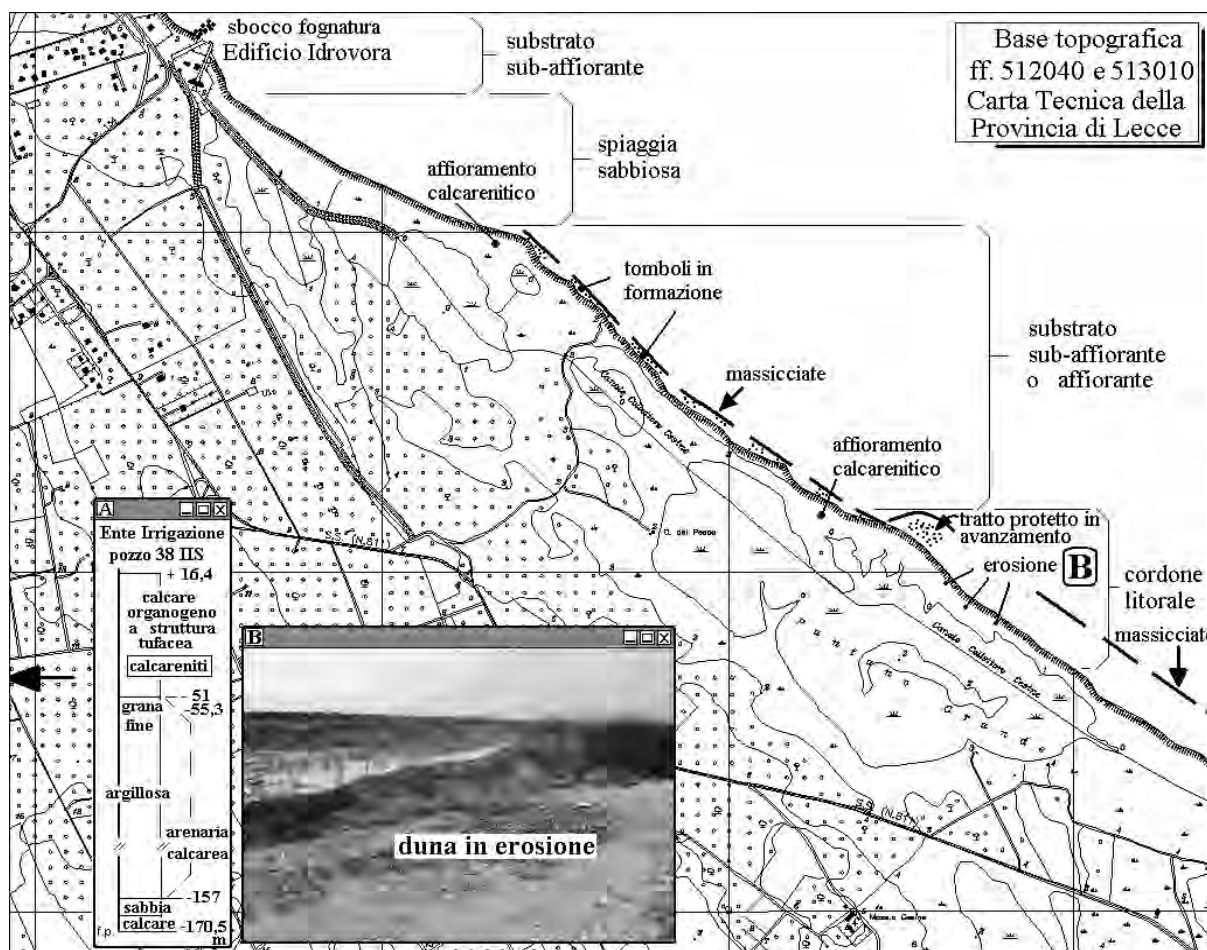 sbocco fognatura
Edificio Idrovora
substrato
sub-affiorante
Base topografica
ff. 512040 e 513010
Carta Tecnica della
Provincia di Lecce
spiaggia
sabbiosa
affioramento
calcarenitico
tomboli in
formazione
massicciate
substrato
sub-affiorante
o affiorante
affioramento
calcarenitico
tratto protetto in
avanzamento
erosione
B
cordone
litorale
massicciate
Canale Collettore Cesine
Canale Collettore Cesine
A
Ente Irrigazione
pozzo 38 IIS
+ 16,4
calcare
organogeno
a struttura
tufacea
calcareniti
51
55,3
grana
fine
argillosa
arenaria
calcarea
-157
sabbia
calcare
-170,5
f.p.
m
B
duna in erosione